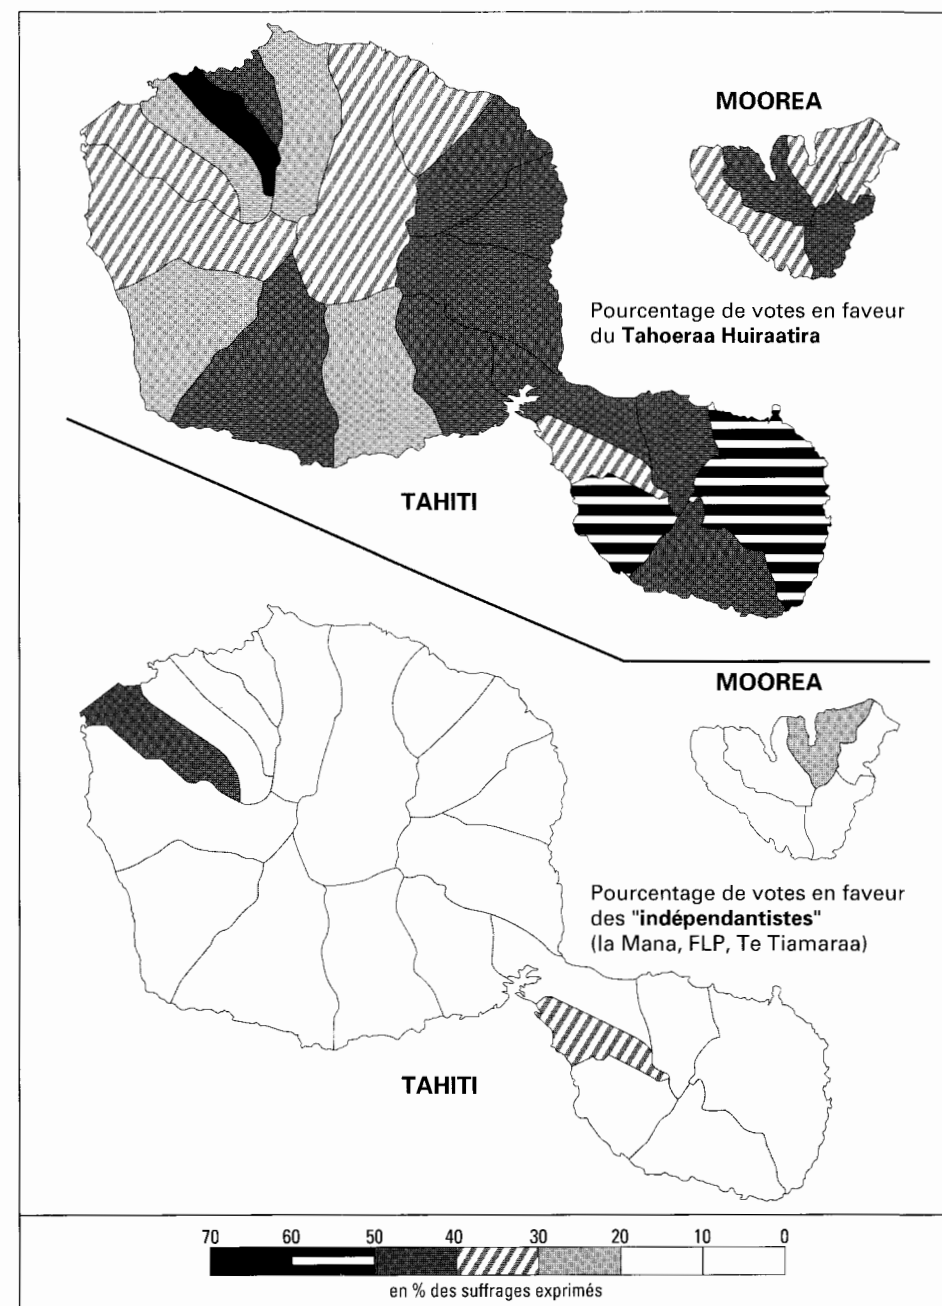 MOOREA
Pourcentage de votes en faveur
du Tahoeraa Huiraatira
TAHITI
MOOREA
Pourcentage de votes en faveur
des "indépendantistes"
(Ia Mana, FLP, Te Tiamaraa)
TAHITI
70 60 50 40 30 20 10 0
en % des suffrages exprimés